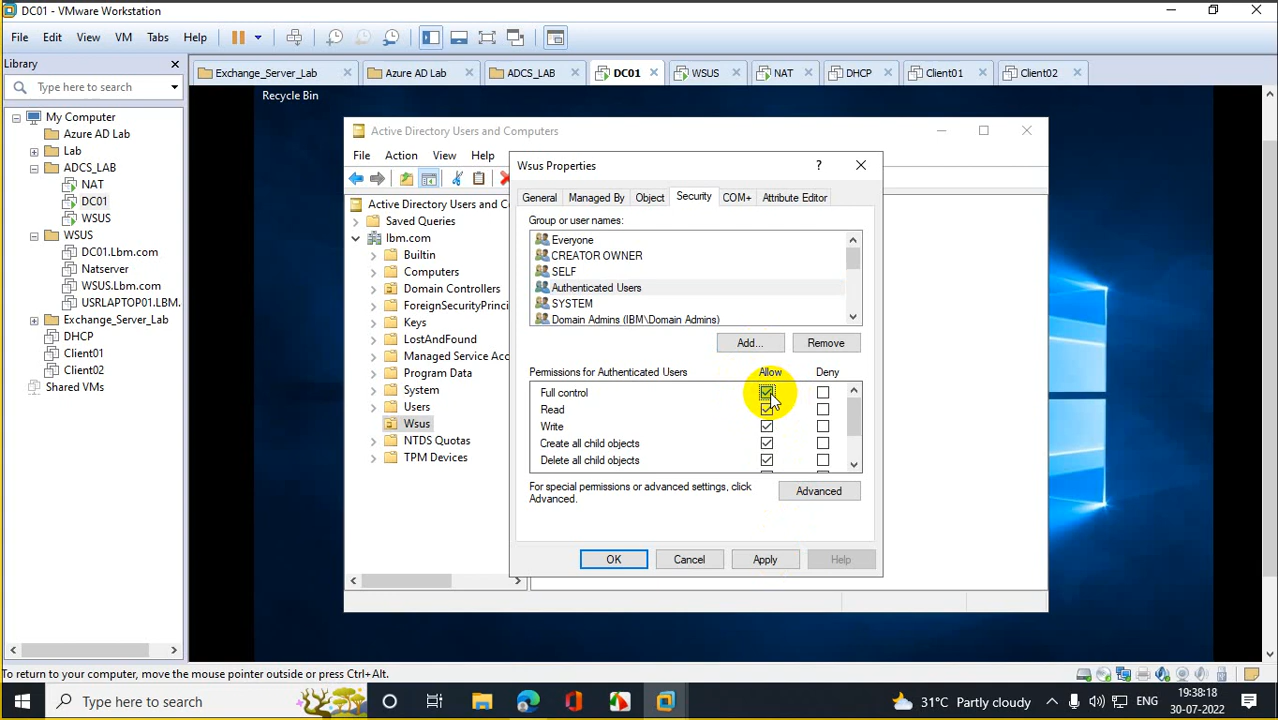 DC01 - VMware Workstation
File Edit View VM Tabs Help
Library
Type here to search
My Computer
Azure AD Lab
Lab
ADCS_LAB
NAT
DC01
WSUS
WSUS
DC01.Lbm.com
Natserver
WSUS.Lbm.com
USRLAPTOP01.LBM.
Exchange_Server_Lab
DHCP
Client01
Client02
Shared VMs
Exchange_Server_Lab Azure AD Lab ADCS_LAB DC01 WSUS NAT DHCP Client01 Client02
Recycle Bin
Active Directory Users and Computers
File Action View Help
Active Directory Users and C
Saved Queries
lbm.com
Builtin
Computers
Domain Controllers
ForeignSecurityPrinci
Keys
LostAndFound
Managed Service Acc
Program Data
System
Users
Wsus
NTDS Quotas
TPM Devices
Wsus Properties
?
General Managed By Object Security COM+ Attribute Editor
Group or user names:
Everyone
CREATOR OWNER
SELF
Authenticated Users
SYSTEM
Domain Admins (IBM\Domain Admins)
Add... Remove
Permissions for Authenticated Users Allow Deny
Full control
Read
Write
Create all child objects
Delete all child objects
For special permissions or advanced settings, click
Advanced.
Advanced
OK Cancel Apply Help
To return to your computer, move the mouse pointer outside or press Ctrl+Alt.
Type here to search
31°C Partly cloudy
ENG
19:38:18
30-07-2022